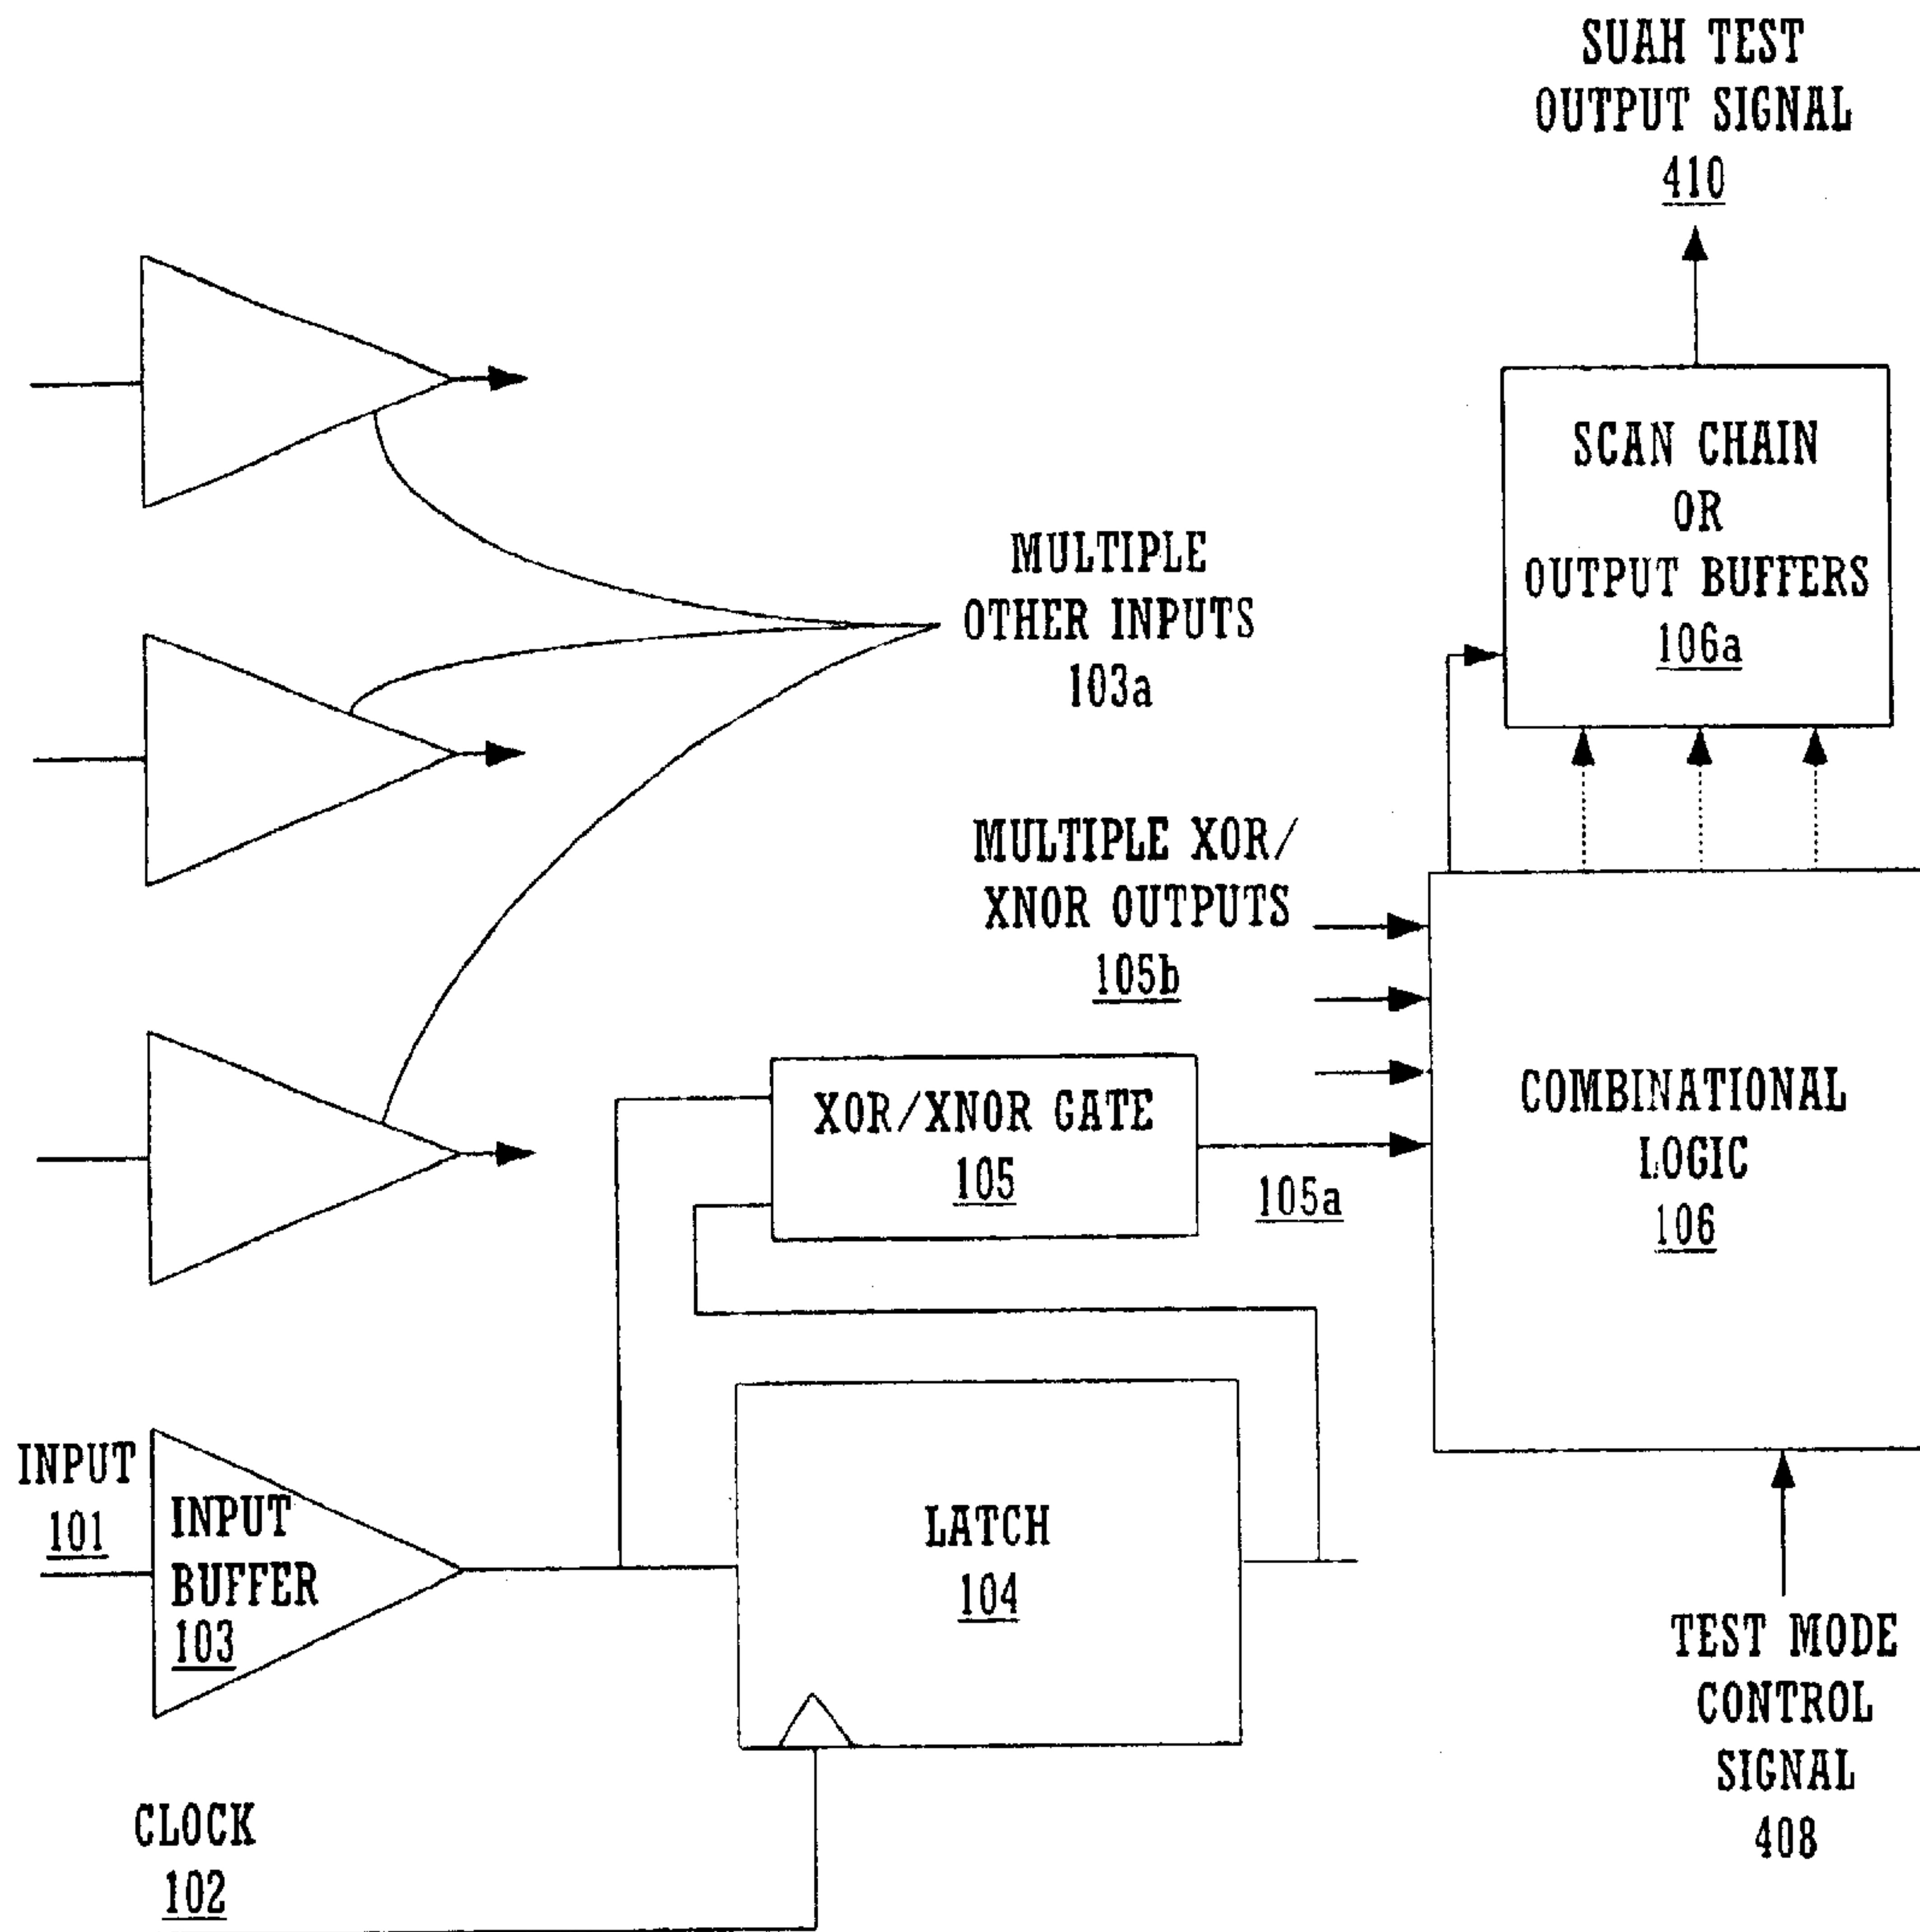 SUAH TEST
OUTPUT SIGNAL
410
SCAN CHAIN
OR
OUTPUT BUFFERS
106a
MULTIPLE
OTHER INPUTS
103a
MULTIPLE XOR/
XNOR OUTPUTS
105b
XOR/XNOR GATE
105
105a
COMBINATIONAL
LOGIC
106
INPUT
101
INPUT
BUFFER
103
LATCH
104
TEST MODE
CONTROL
SIGNAL
408
CLOCK
102